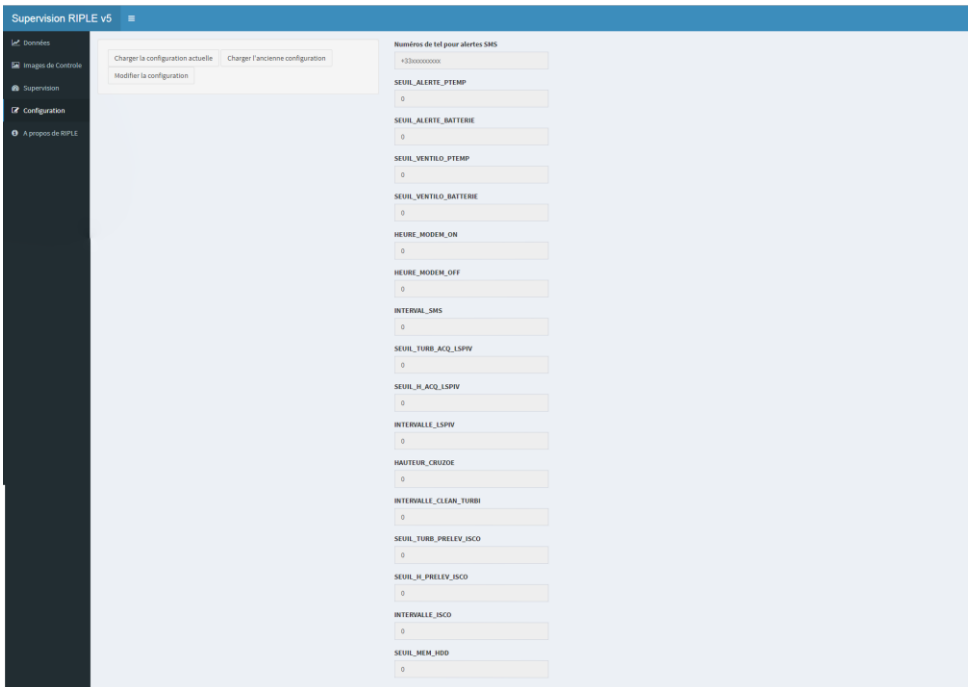 Supervision RIPLE v5
Données
Images de Controle
Supervision
Configuration
A propos de RIPLE
Charger la configuration actuelle
Charger l'ancienne configuration
Modifier la configuration
Numéros de tel pour alertes SMS
+33xxxxxxxxx
SEUIL_ALERTE_PTEMP
0
SEUIL_ALERTE_BATTERIE
0
SEUIL_VENTILO_PTEMP
0
SEUIL_VENTILO_BATTERIE
0
HEURE_MODEM_ON
0
HEURE_MODEM_OFF
0
INTERVAL_SMS
0
SEUIL_TURB_ACQ_LSPIV
0
SEUIL_H_ACQ_LSPIV
0
INTERVALLE_LSPIV
0
HAUTEUR_CRUZOE
0
INTERVALLE_CLEAN_TURBI
0
SEUIL_TURB_PRELEV_ISCO
0
SEUIL_H_PRELEV_ISCO
0
INTERVALLE_ISCO
0
SEUIL_MEM_HDD
0